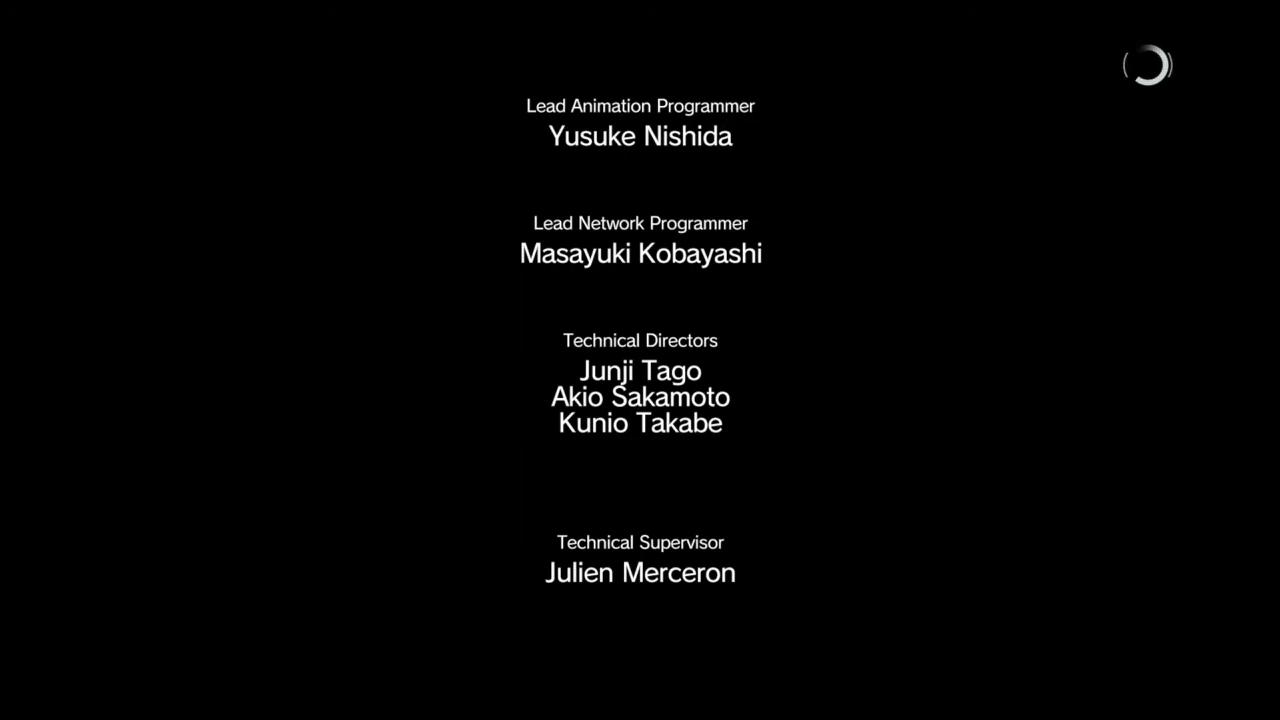 Lead Animation Programmer
Yusuke Nishida
Lead Network Programmer
Masayuki Kobayashi
Technical Directors
Junji Tago
Akio Sakamoto
Kunio Takabe
Technical Supervisor
Julien Merceron